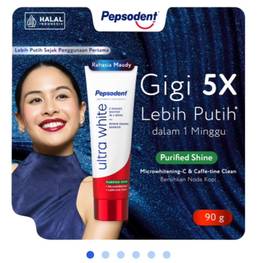 HALAL
INDONESIA
Pepsodent
Lebih Putih Sejak Penggunaan Pertama
Rahasia Maudy
Gigi 5X
Lebih Putih*
dalam 1 Minggu
Purified Shine
Microwhitening-C & Caffe-tine Clean
Bersihkan Noda Kopi
90 g
Pepsodent
ultra white